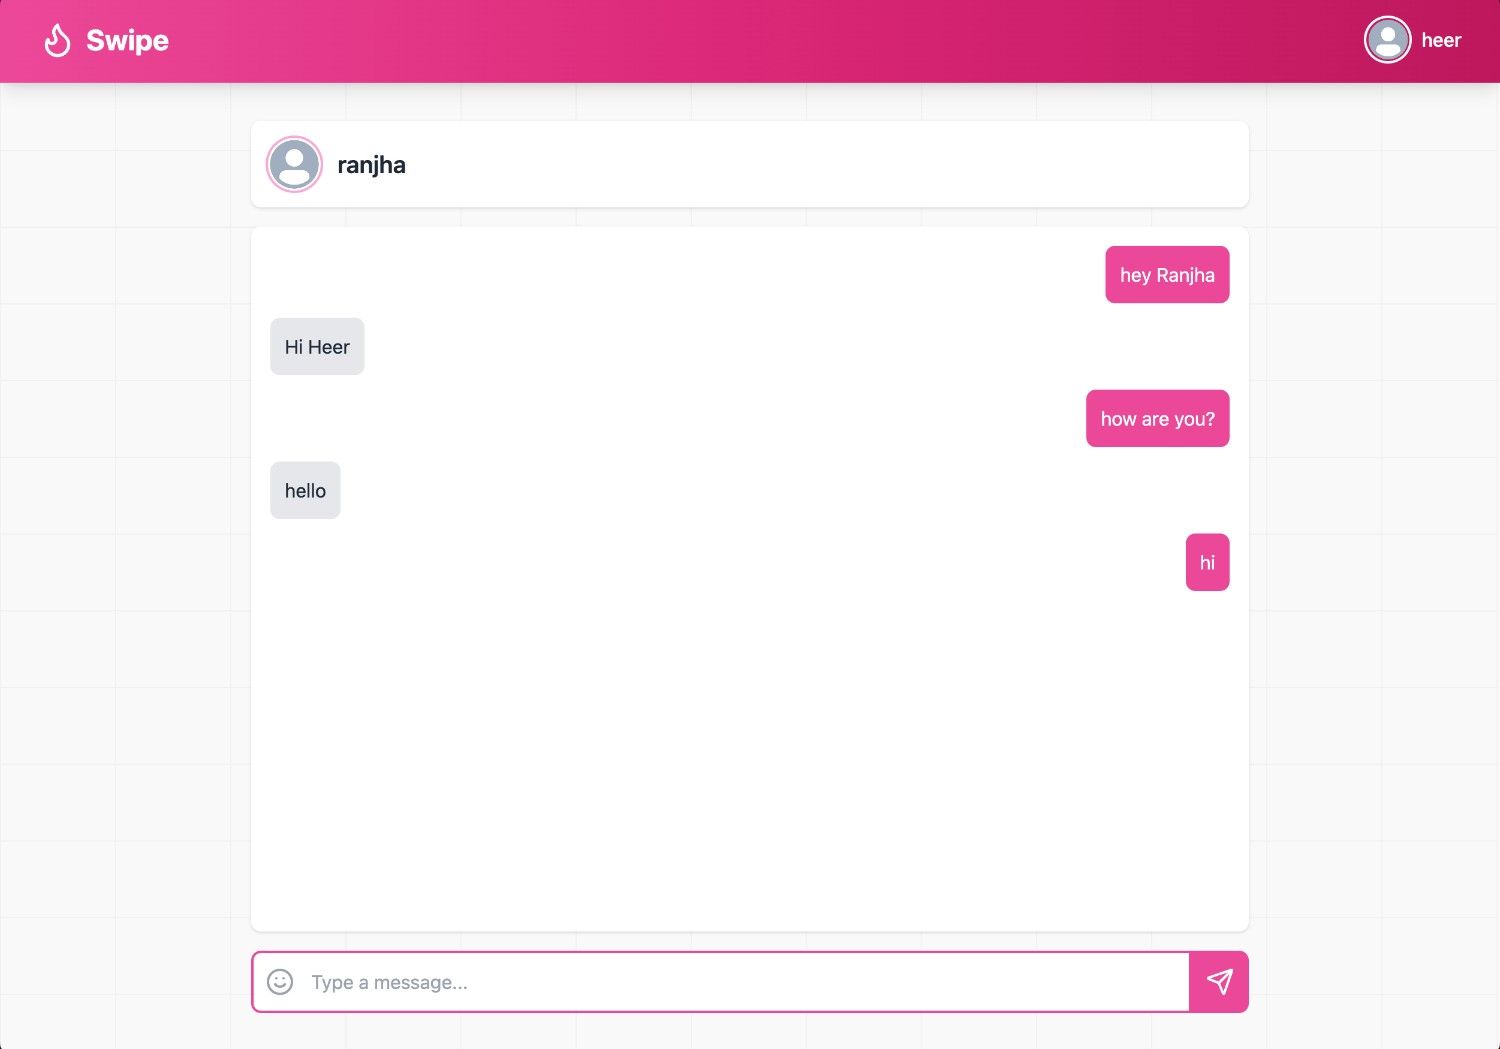 Swipe
heer
ranjha
hey Ranjha
Hi Heer
how are you?
hello
hi
Type a message...